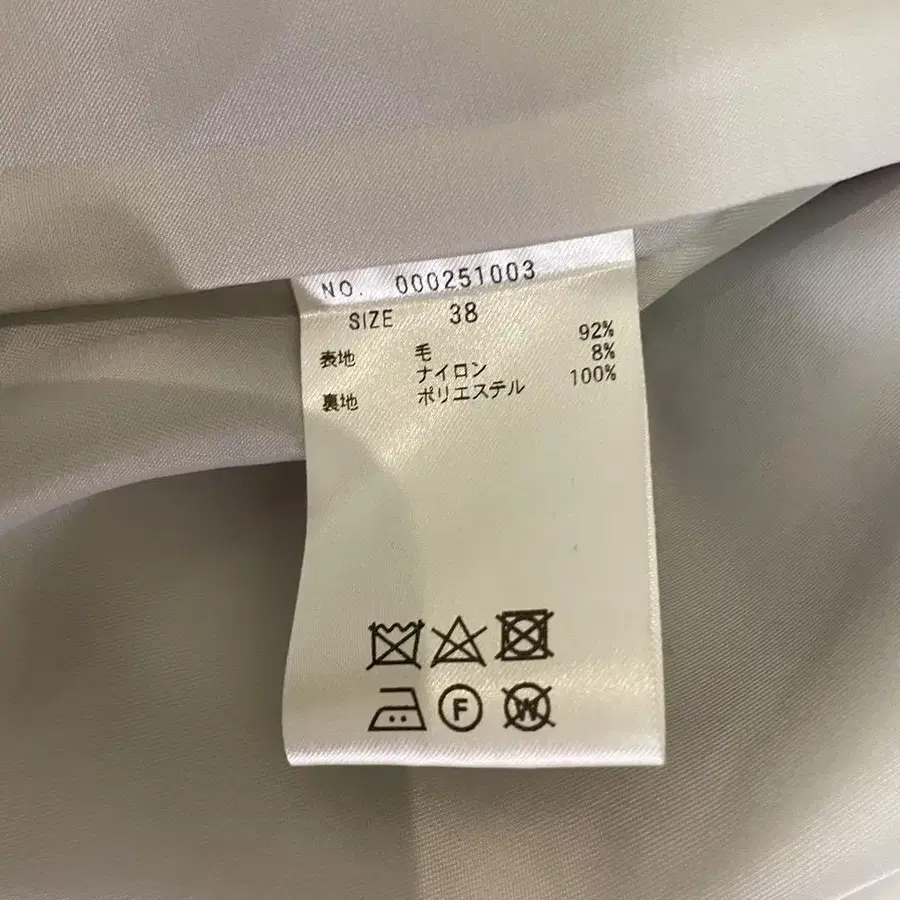 NO. 000251003
SIZE 38
表地 毛 92%
ナイロン 8%
裏地 ポリエステル 100%
F W